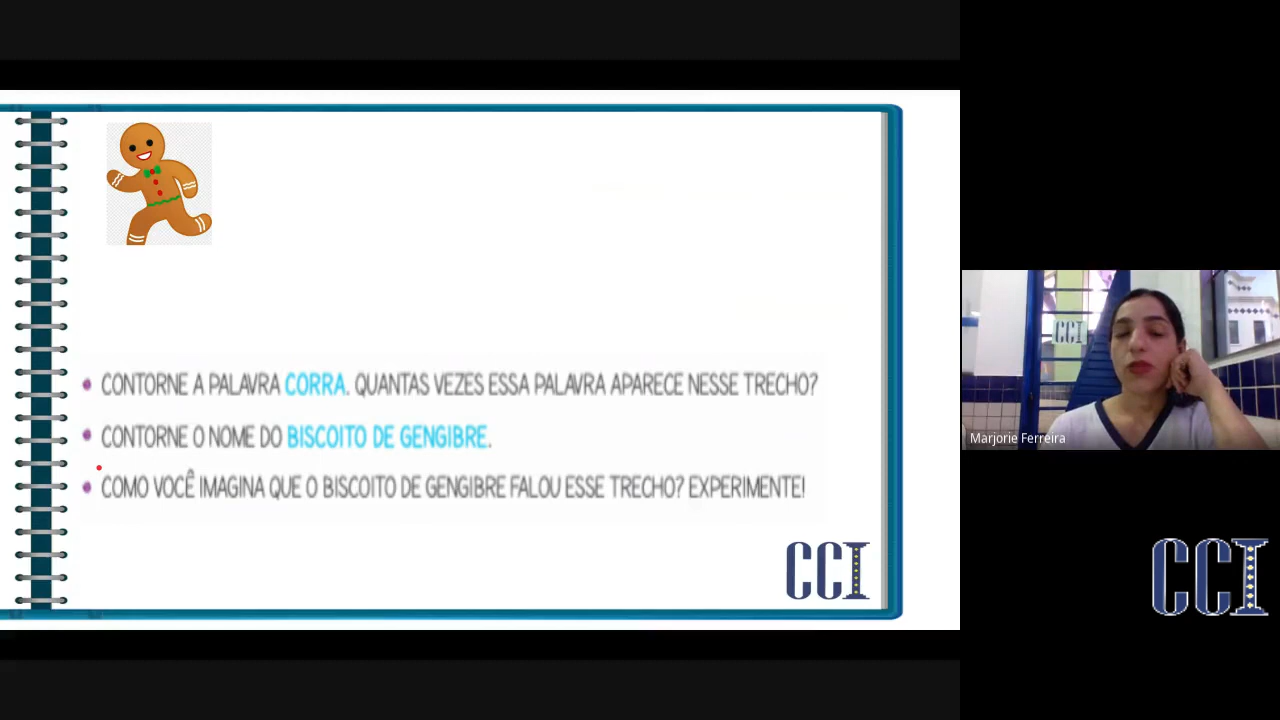 CONTORNE A PALAVRA CORRA. QUANTAS VEZES ESSA PALAVRA APARECE NESSE TRECHO?
CONTORNE O NOME DO BISCOITO DE GENGIBRE.
COMO VOCÊ IMAGINA QUE O BISCOITO DE GENGIBRE FALOU ESSE TRECHO? EXPERIMENTE!
CCI
CCI
Marjorie Ferreira
CCI